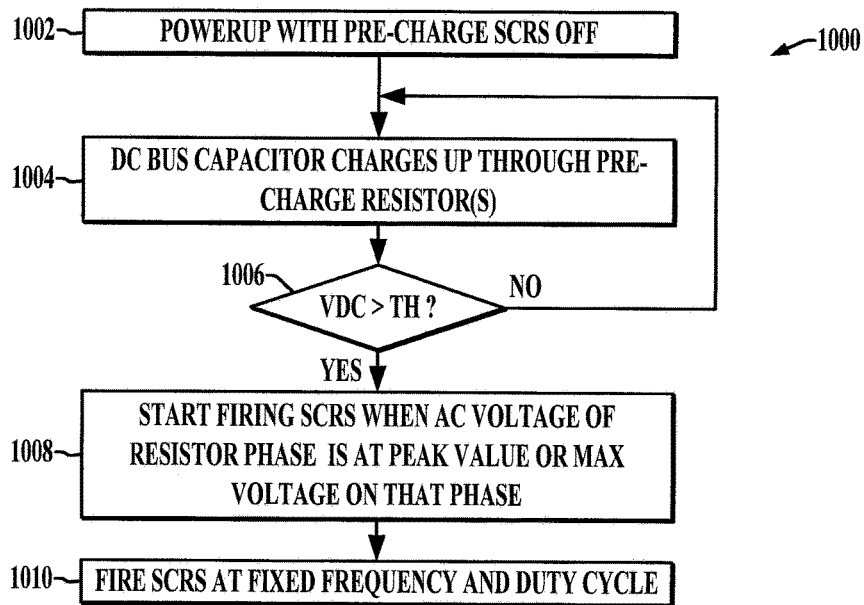 1002
POWERUP WITH PRE-CHARGE SCRS OFF
1000
1004
DC BUS CAPACITOR CHARGES UP THROUGH PRE-
CHARGE RESISTOR(S)
1006
VDC > TH ?
NO
YES
1008
START FIRING SCRS WHEN AC VOLTAGE OF
RESISTOR PHASE IS AT PEAK VALUE OR MAX
VOLTAGE ON THAT PHASE
1010
FIRE SCRS AT FIXED FREQUENCY AND DUTY CYCLE